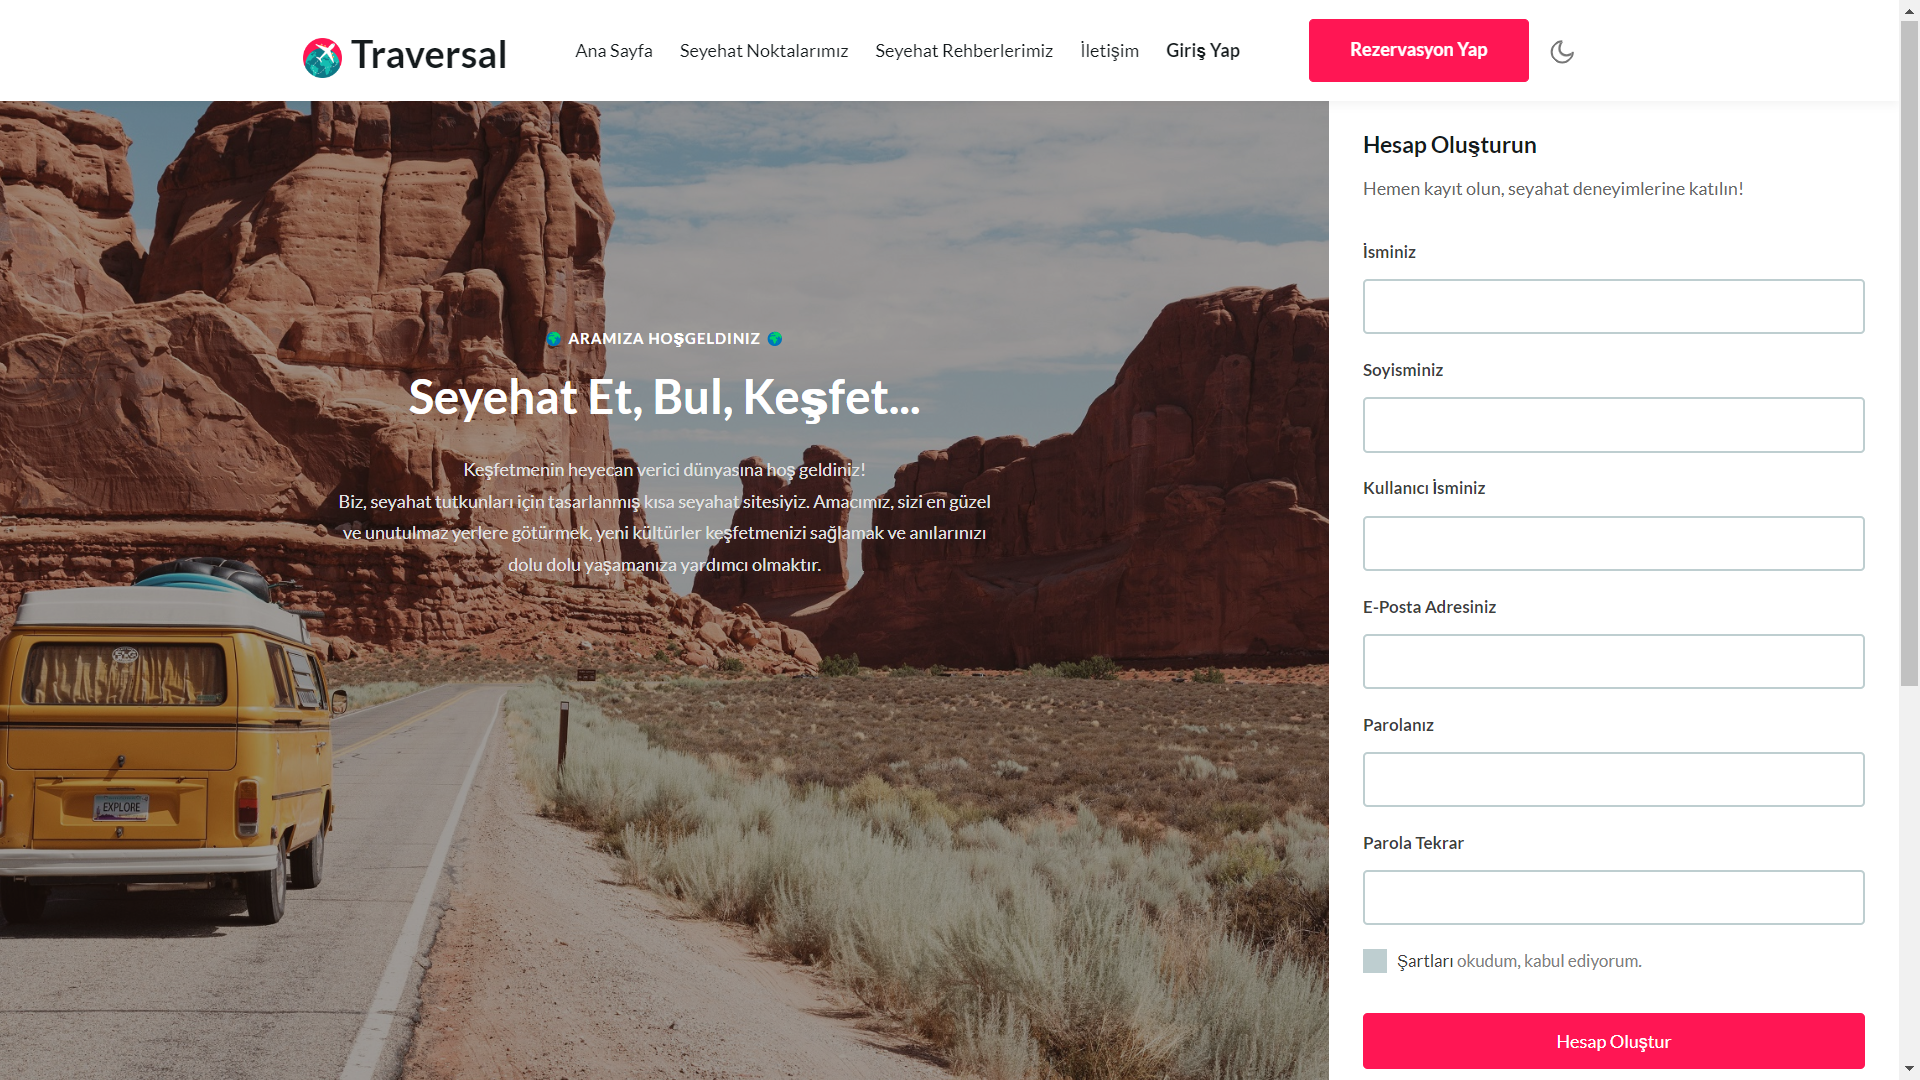 Traversal
Ana Sayfa
Seyehat Noktalarımız
Seyehat Rehberlerimiz
İletişim
Giriş Yap
Rezervasyon Yap
ARAMIZA HOŞGELDINIZ
Seyehat Et, Bul, Keşfet...
Keşfetmenin heyecan verici dünyasına hoş geldiniz!
Biz, seyahat tutkunları için tasarlanmış kısa seyahat sitesiyiz. Amacımız, sizi en güzel
ve unutulmaz yerlere götürmek, yeni kültürler keşfetmenizi sağlamak ve anılarınızı
dolu dolu yaşamanıza yardımcı olmaktır.
EXPLORE
Hesap Oluşturun
Hemen kayıt olun, seyahat deneyimlerine katılın!
İsminiz
Soyisminiz
Kullanıcı İsminiz
E-Posta Adresiniz
Parolanız
Parola Tekrar
Şartları okudum, kabul ediyorum.
Hesap Oluştur